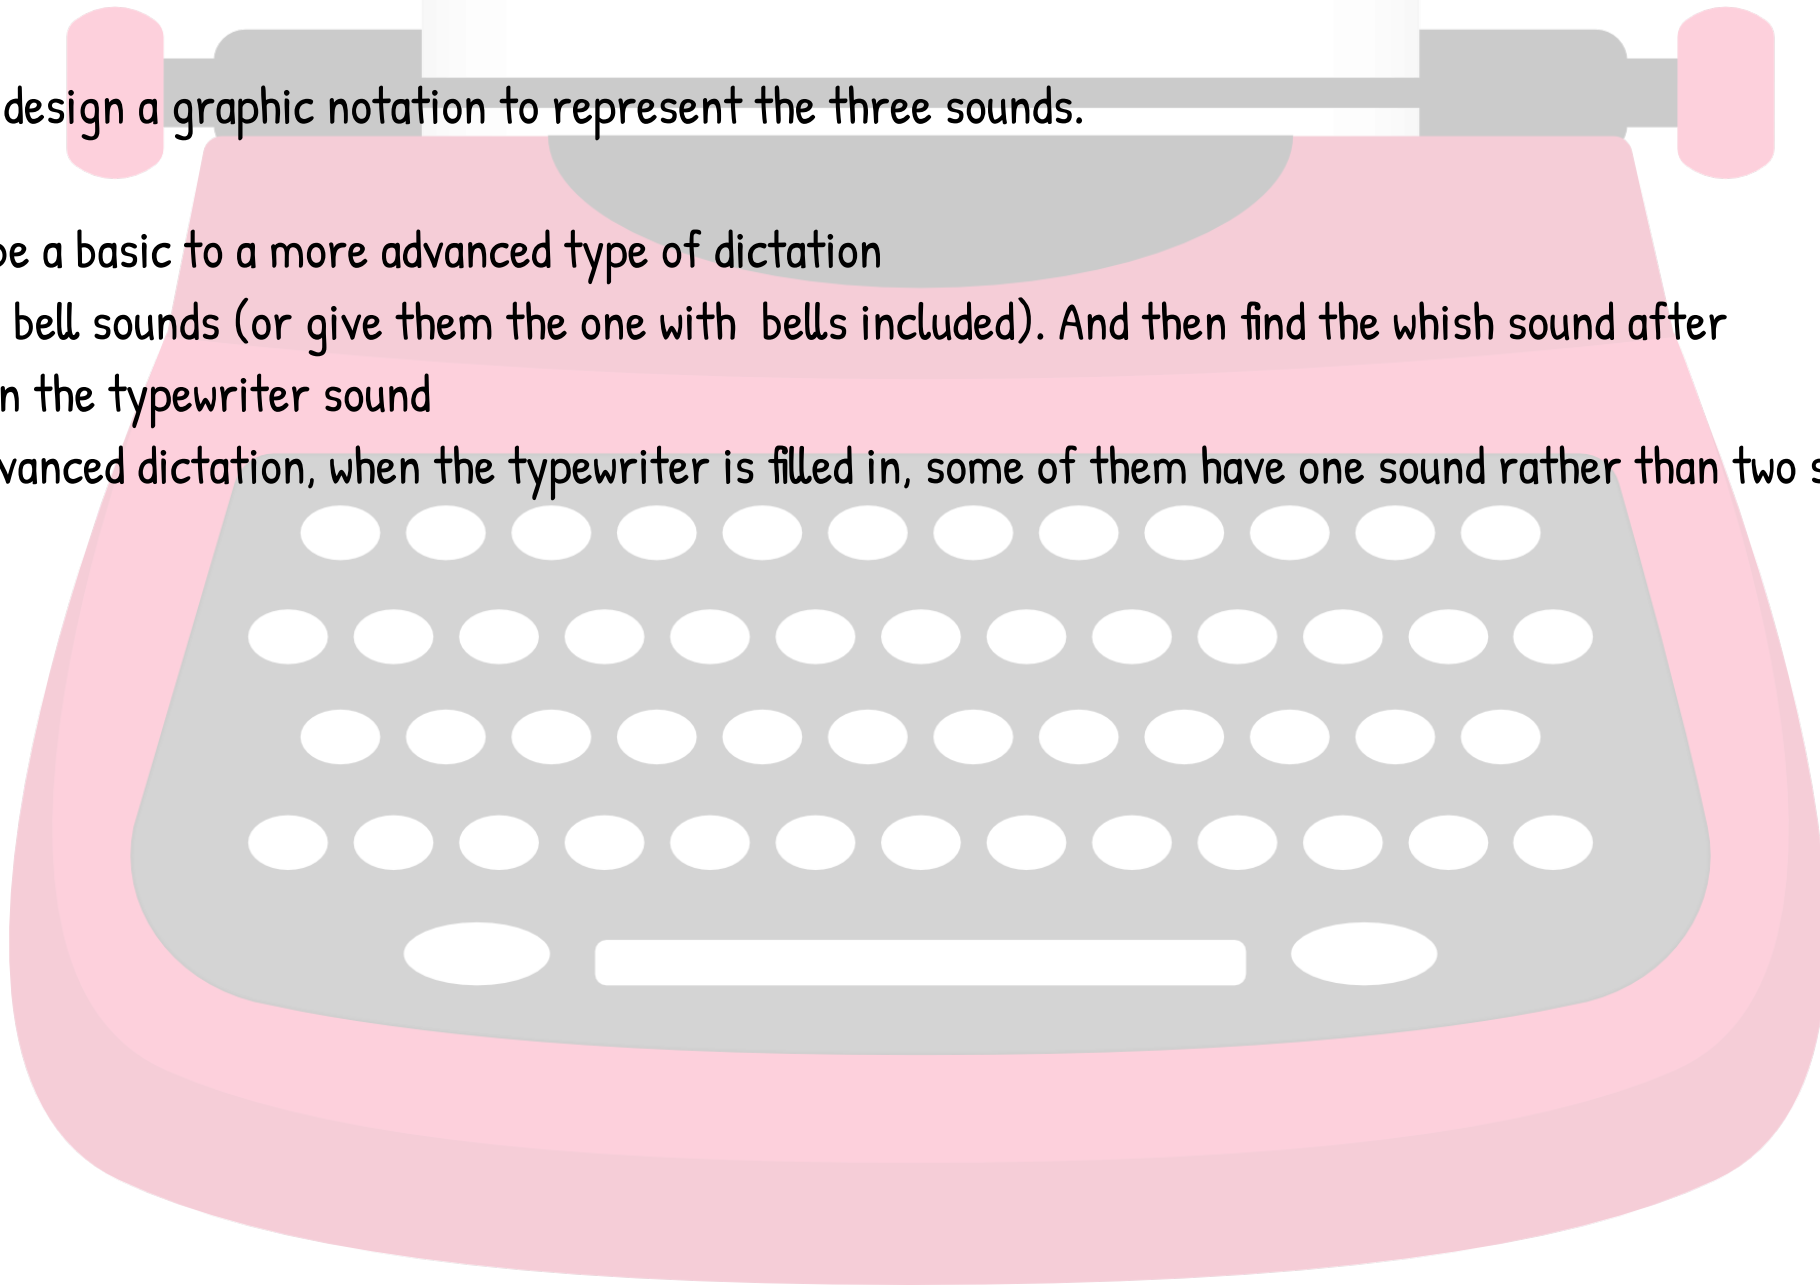 design a graphic notation to represent the three sounds.
a basic to a more advanced type of dictation
bell sounds (or give them the one with  bells included). And then find the whish sound after
the typewriter sound
dictation, when the typewriter is filled in, some of them have one sound rather than two